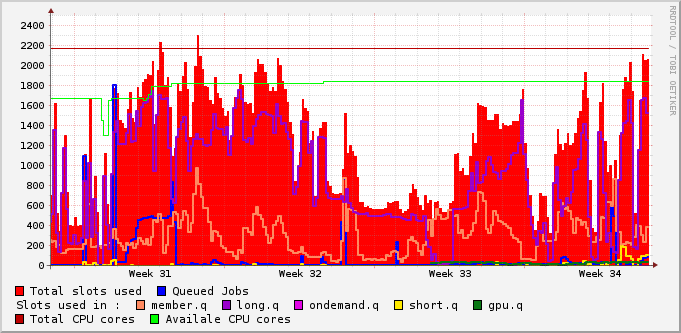 2400
2200
2000
1800
1600
1400
1200
1000
800
600
400
200
0
Week 31 Week 32 Week 33 Week 34
RRDTOOL / TOBI OETIKER
Total slots used Queued Jobs
Slots used in : member.q long.q ondemand.q short.q gpu.q
Total CPU cores Availale CPU cores